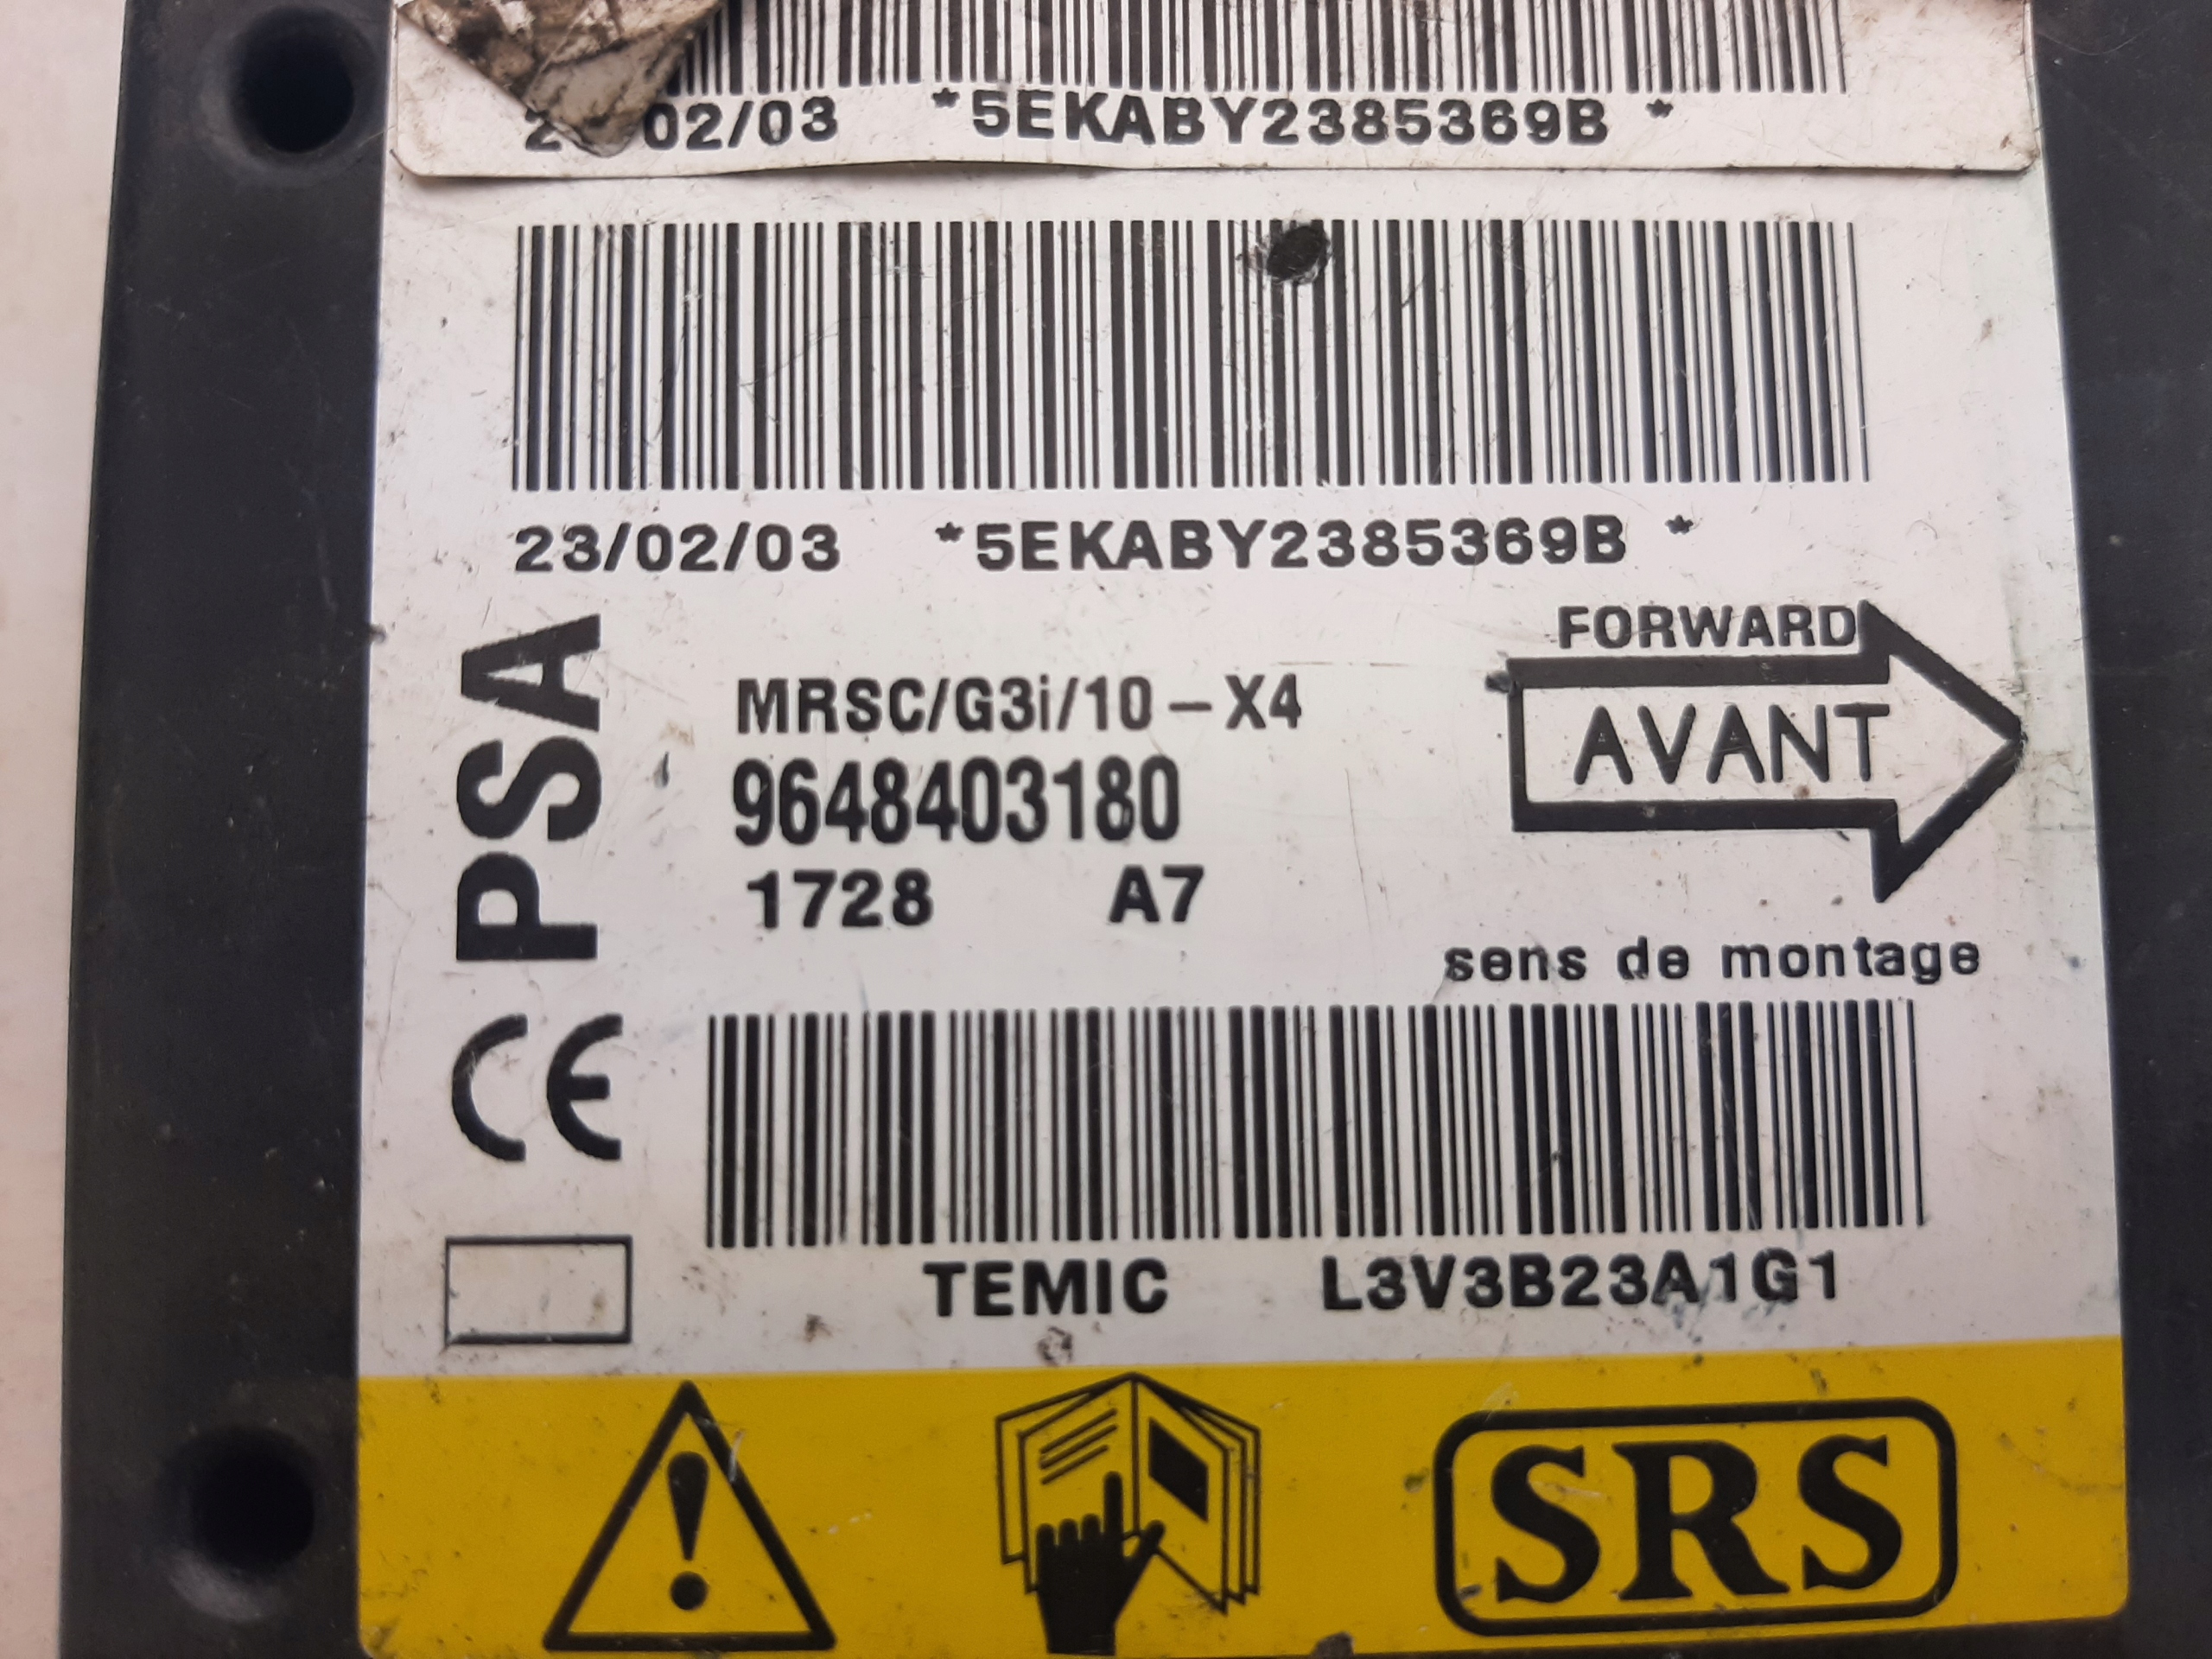 02/03 *5EKABY2385369B *
23/02/03 *5EKABY2385369B *
PSA
MRSC/G3i/10-X4
9648403180
1728 A7
FORWARD
AVANT
sens de montage
CE
TEMIC L3V3B23A1G1
SRS